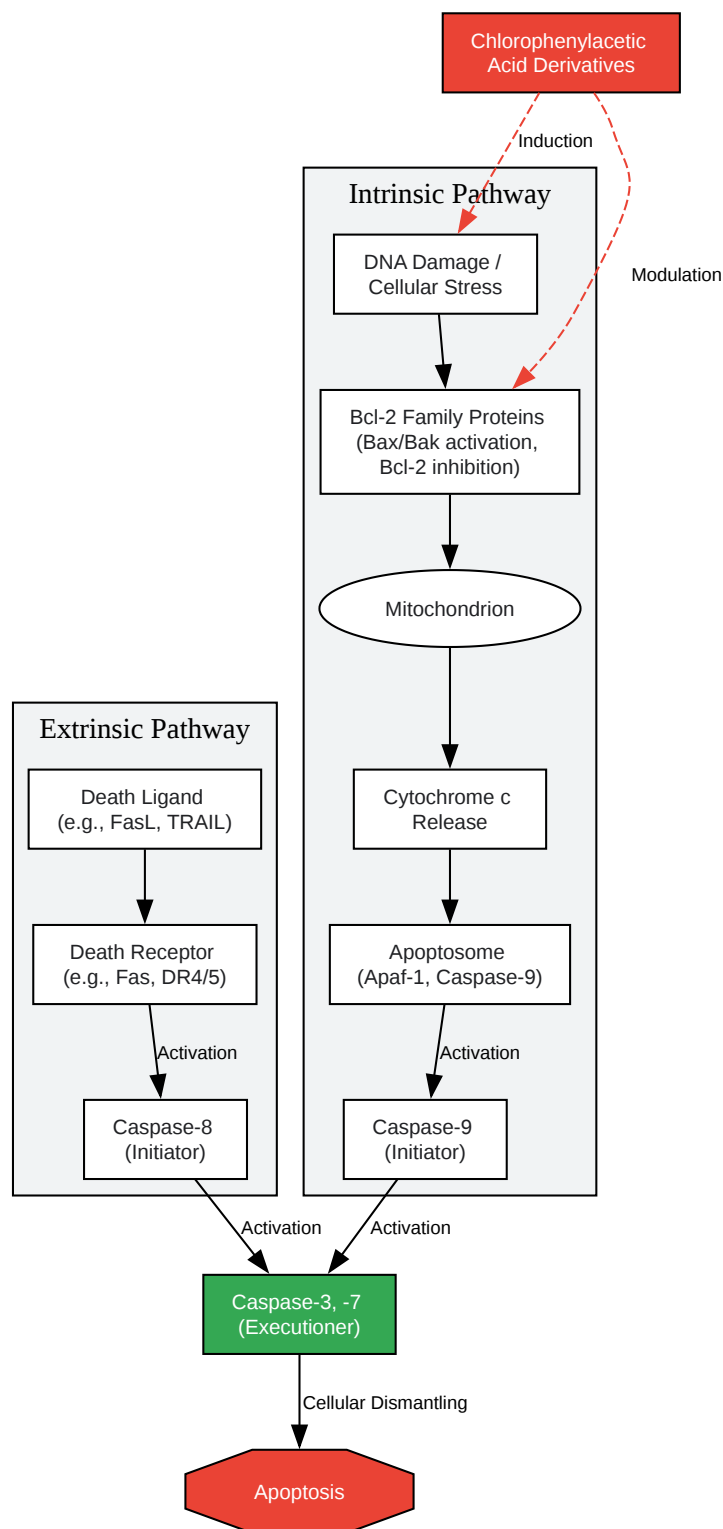 Chlorophenylacetic
Acid Derivatives
Induction
Modulation
Intrinsic Pathway
DNA Damage /
Cellular Stress
Bcl-2 Family Proteins
(Bax/Bak activation,
Bcl-2 inhibition)
Mitochondrion
Cytochrome c
Release
Apoptosome
(Apaf-1, Caspase-9)
Activation
Caspase-9
(Initiator)
Extrinsic Pathway
Death Ligand
(e.g., FasL, TRAIL)
Death Receptor
(e.g., Fas, DR4/5)
Activation
Caspase-8
(Initiator)
Activation
Activation
Caspase-3, -7
(Executioner)
Cellular Dismantling
Apoptosis